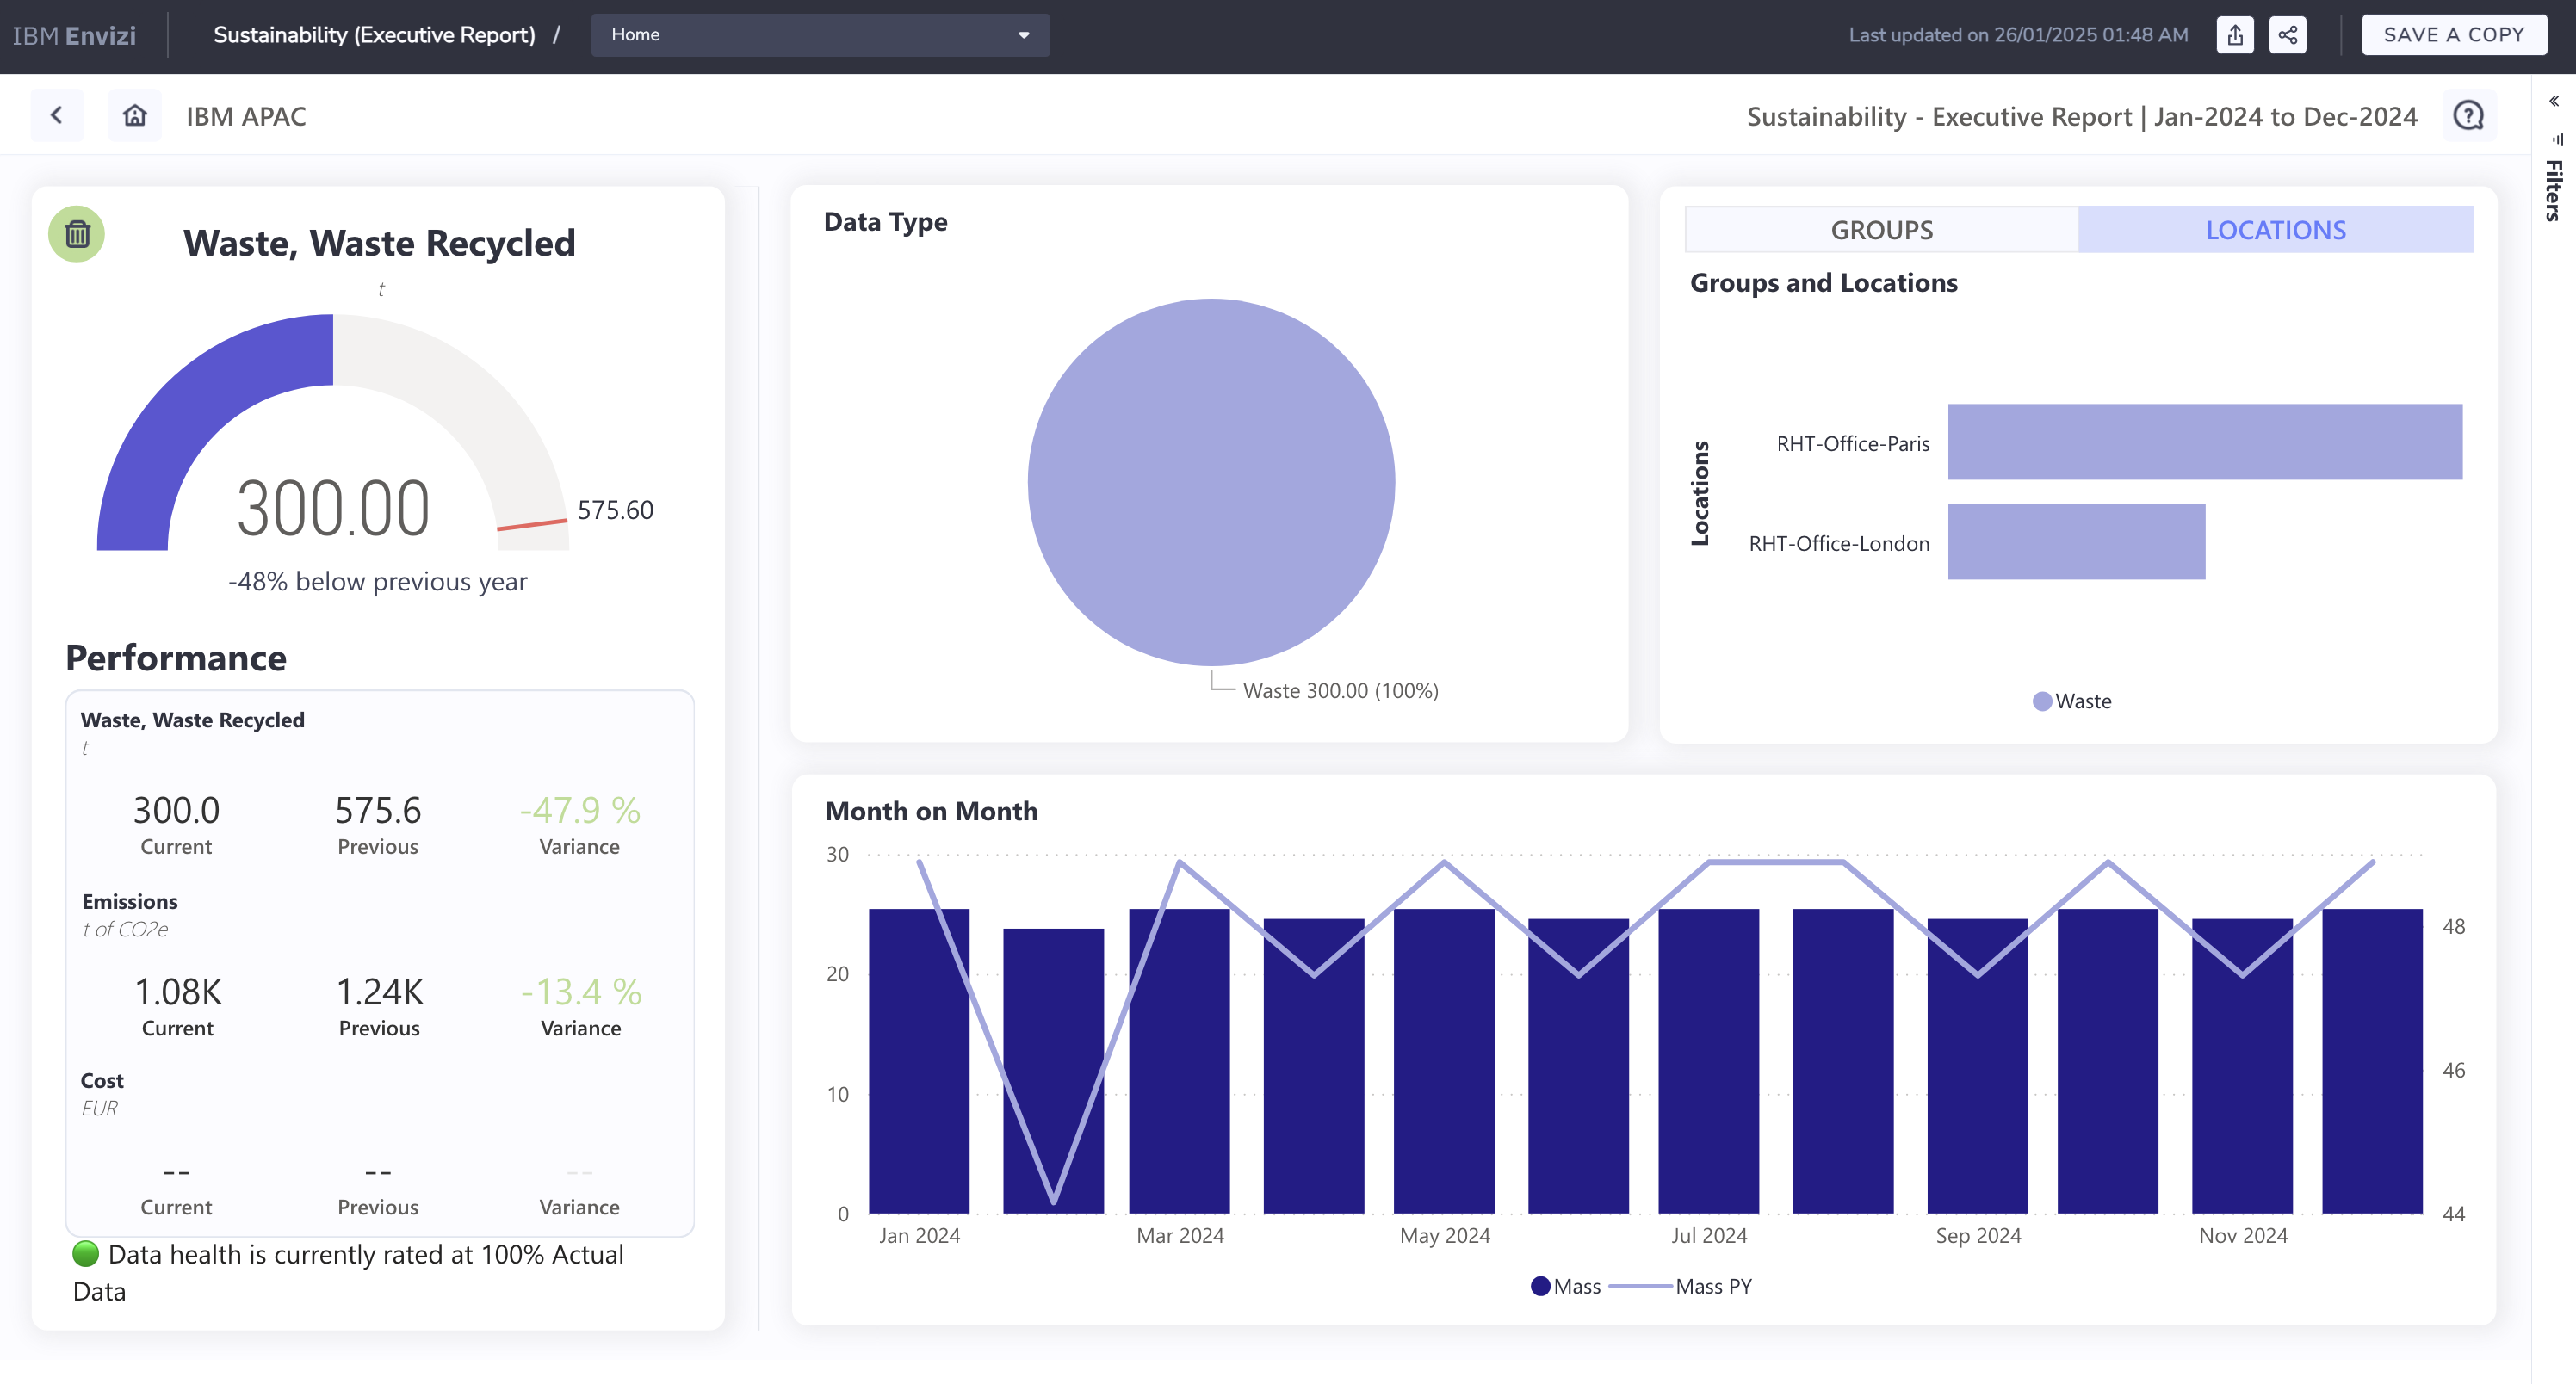 IBM Envizi
Sustainability (Executive Report) /
Home
Last updated on 26/01/2025 01:48 AM
SAVE A COPY
IBM APAC
Sustainability - Executive Report | Jan-2024 to Dec-2024
Filters
Waste, Waste Recycled
t
300.00
575.60
-48% below previous year
Performance
Waste, Waste Recycled
t
300.0 575.6 -47.9 %
Current Previous Variance
Emissions
t of CO2e
1.08K 1.24K -13.4 %
Current Previous Variance
Cost
EUR
-- -- --
Current Previous Variance
Data health is currently rated at 100% Actual
Data
Data Type
Waste 300.00 (100%)
GROUPS LOCATIONS
Groups and Locations
Locations
RHT-Office-Paris
RHT-Office-London
Waste
Month on Month
30
20
10
0
48
46
44
Jan 2024 Mar 2024 May 2024 Jul 2024 Sep 2024 Nov 2024
Mass Mass PY